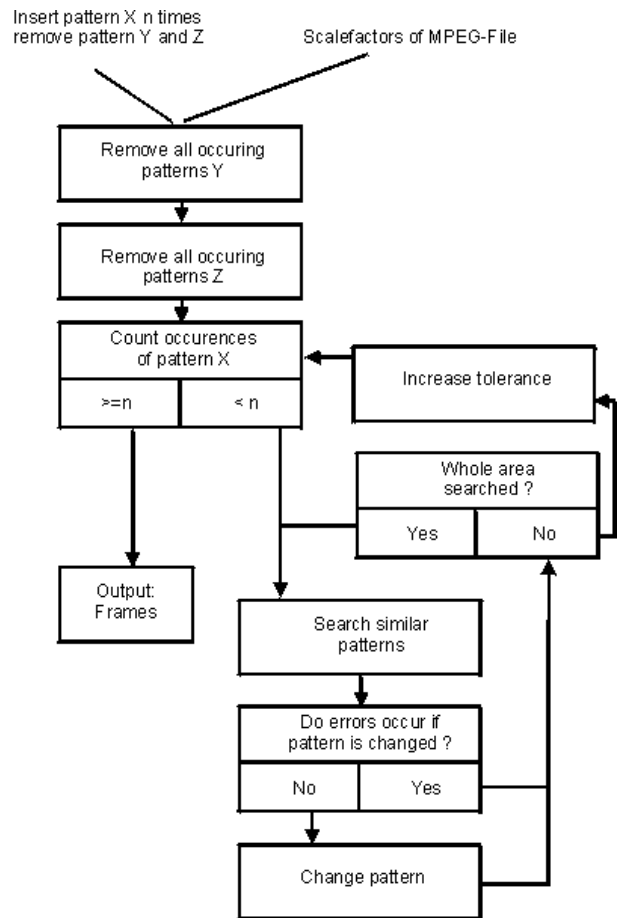 Insert pattern X n times
remove pattern Y and Z
Scalefactors of MPEG-File
Remove all occuring
patterns Y
Remove all occuring
patterns Z
Count occurences
of pattern X
>=n
< n
Increase tolerance
Whole area
searched ?
Yes
No
Output:
Frames
Search similar
patterns
Do errors occur if
pattern is changed ?
No
Yes
Change pattern